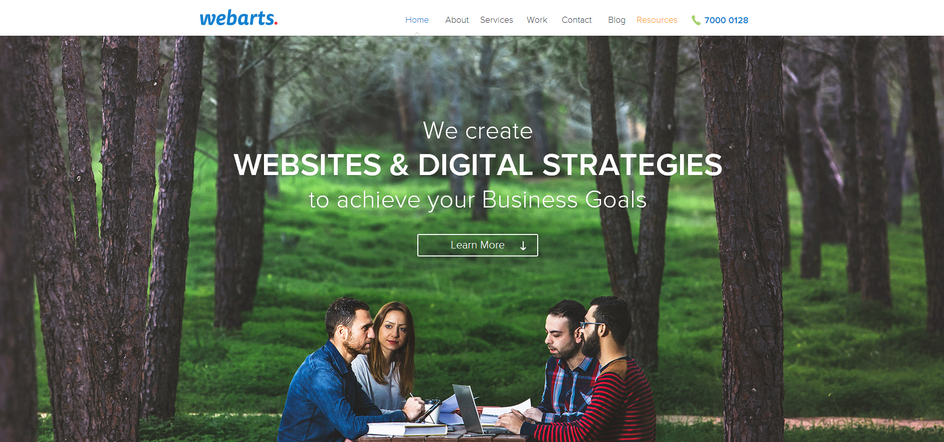 webarts.
Home About Services Work Contact Blog Resources 7000 0128
We create
WEBSITES & DIGITAL STRATEGIES
to achieve your Business Goals
Learn More ↓